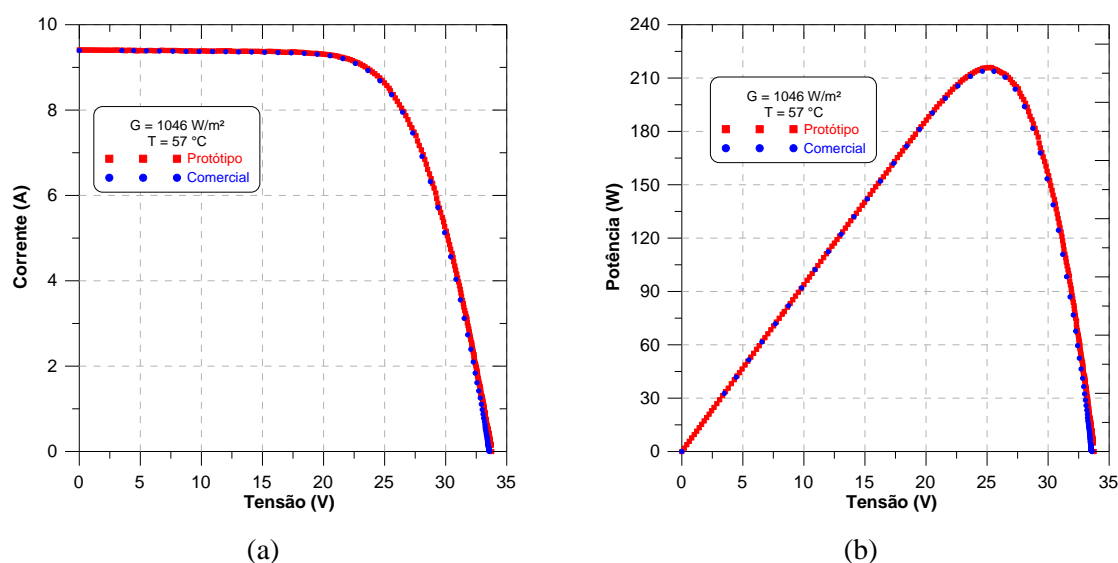 10
8
6
4
2
0
Corrente (A)
G = 1046 W/m²
T = 57 °C
Protótipo
Comercial
0 5 10 15 20 25 30 35
Tensão (V)
(a)
240
210
180
150
120
90
60
30
0
Potência (W)
G = 1046 W/m²
T = 57 °C
Protótipo
Comercial
0 5 10 15 20 25 30 35
Tensão (V)
(b)